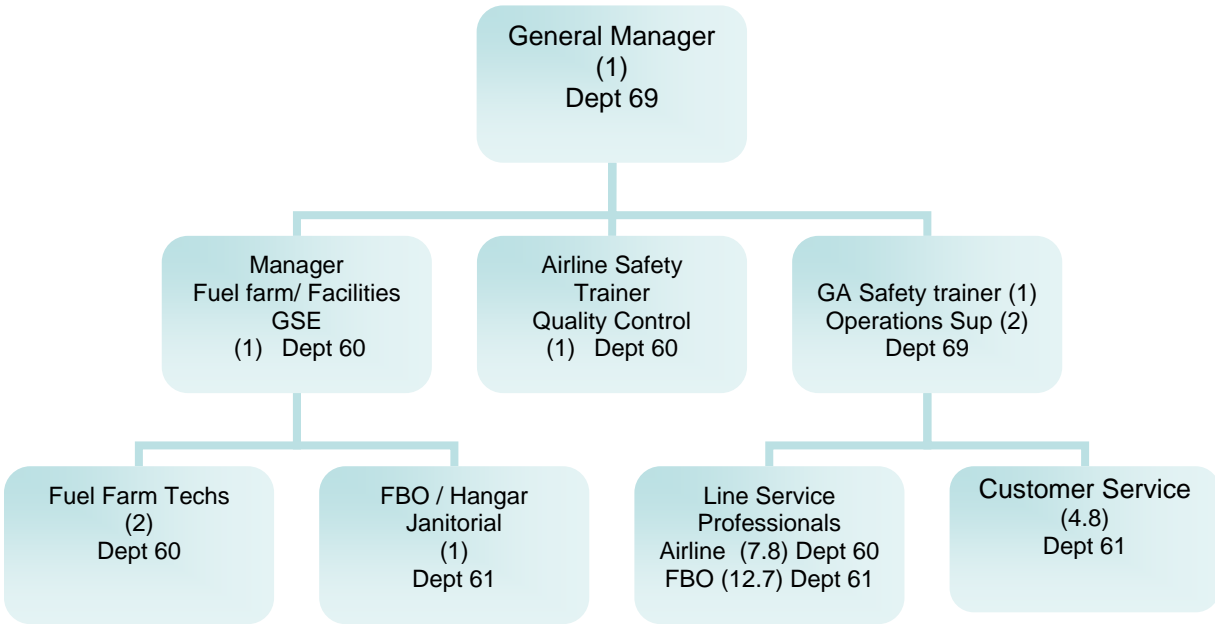 General Manager
(1)
Dept 69
Manager
Fuel farm/ Facilities
GSE
(1) Dept 60
Airline Safety
Trainer
Quality Control
(1) Dept 60
GA Safety trainer (1)
Operations Sup (2)
Dept 69
Fuel Farm Techs
(2)
Dept 60
FBO / Hangar
Janitorial
(1)
Dept 61
Line Service
Professionals
Airline (7.8) Dept 60
FBO (12.7) Dept 61
Customer Service
(4.8)
Dept 61